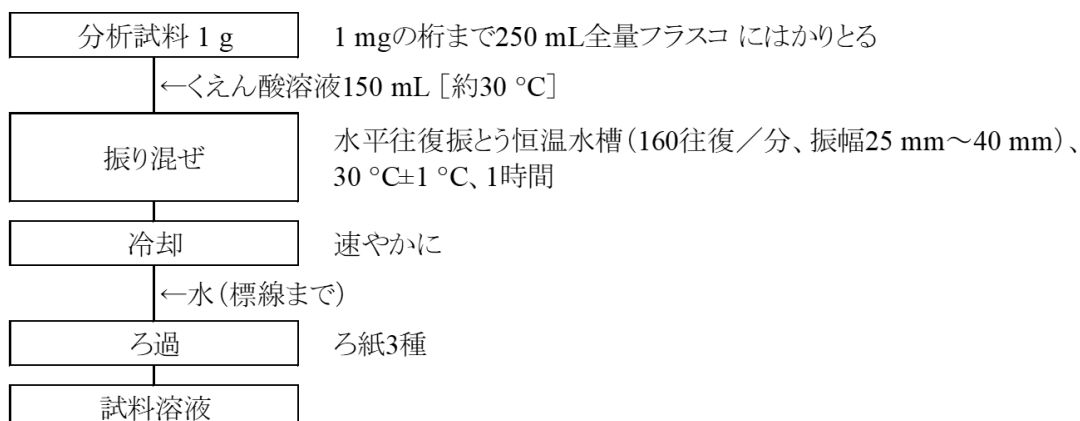 分析試料 1 g 1 mgの桁まで250 mL全量フラスコ にはかりとる
←くえん酸溶液150 mL［約30 °C］
振り混ぜ
水平往復振とう恒温水槽（160往復／分、振幅25 mm～40 mm）、
30 °C±1 °C、1時間
冷却 速やかに
←水（標線まで）
ろ過 ろ紙3種
試料溶液